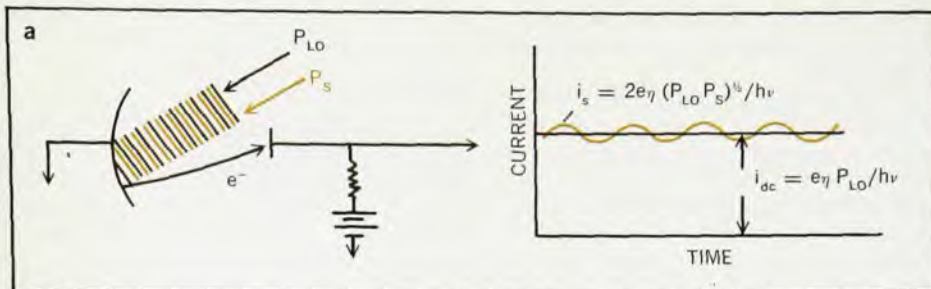 a
P_LO
P_S
e⁻
CURRENT
i_s = 2eη (P_LO P_S)^½/hν
i_dc = eη P_LO/hν
TIME